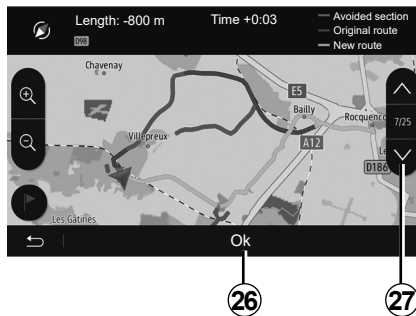 Length: -800 m
Time +0:03
Avoided section
Original route
New route
D98
Chavenay
E5
Bailly
Rocquenc
7/25
Villepreux
A12
Le
D186
Les Gâtines
Ok
26
27